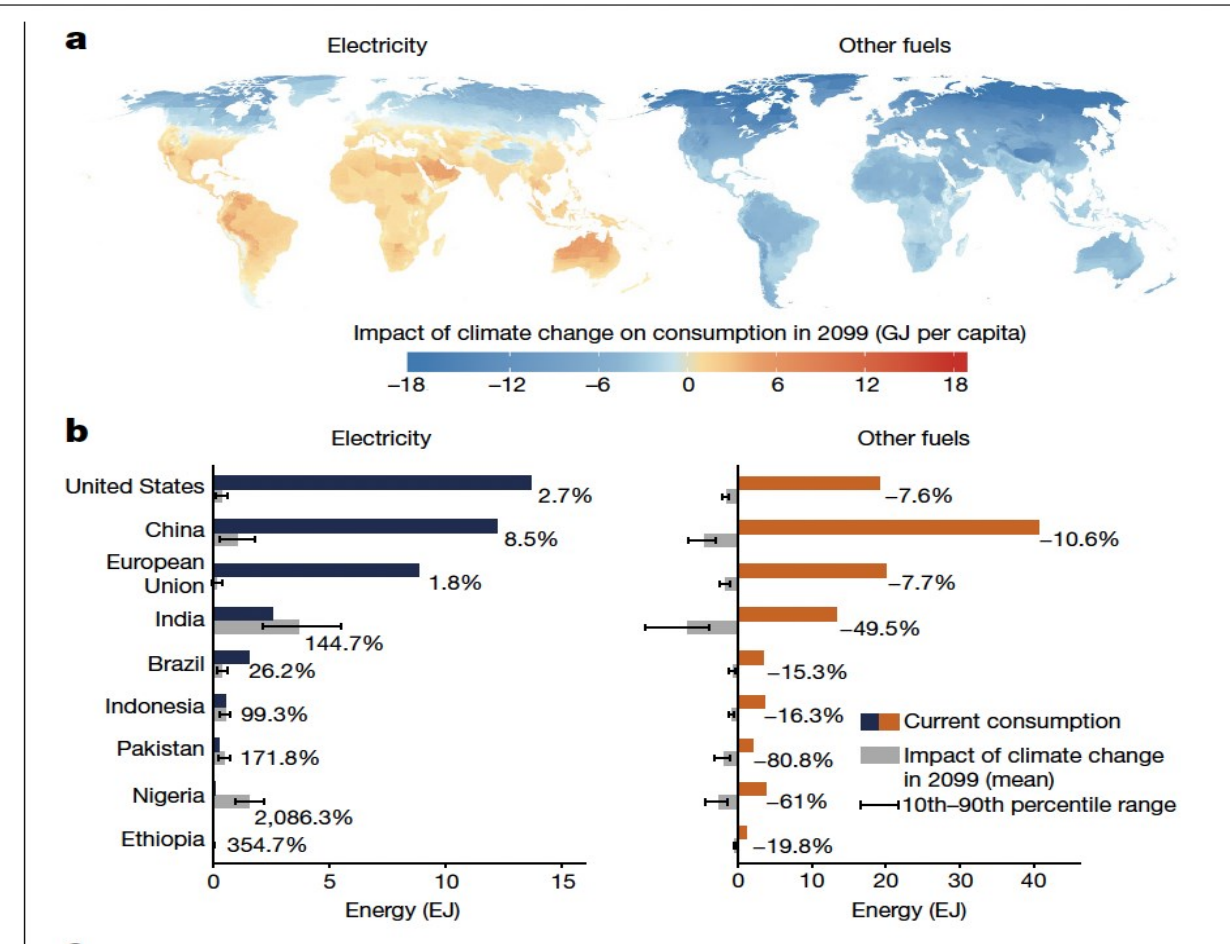 a
Electricity
Other fuels
Impact of climate change on consumption in 2099 (GJ per capita)
−18 −12 −6 0 6 12 18
b
Electricity
United States
2.7%
China
8.5%
European
Union
1.8%
India
144.7%
Brazil
26.2%
Indonesia
99.3%
Pakistan
171.8%
Nigeria
2,086.3%
Ethiopia
354.7%
0 5 10 15
Energy (EJ)
Other fuels
−7.6%
−10.6%
−7.7%
−49.5%
−15.3%
−16.3%
−80.8%
−61%
−19.8%
0 10 20 30 40
Energy (EJ)
Current consumption
Impact of climate change
in 2099 (mean)
10th–90th percentile range